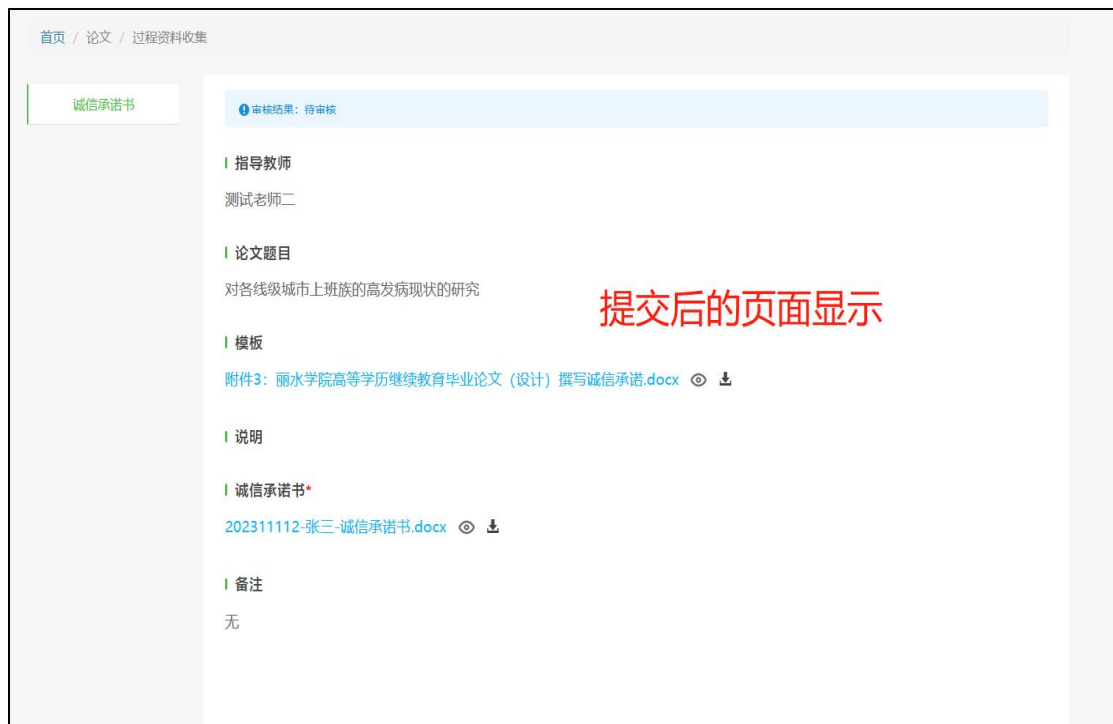 首页 / 论文 / 过程资料收集
诚信承诺书
审核结果：待审核
指导教师
测试老师二
论文题目
对各线级城市上班族的高发病现状的研究
提交后的页面显示
模板
附件3：丽水学院高等学历继续教育毕业论文（设计）撰写诚信承诺.docx
说明
诚信承诺书*
202311112-张三-诚信承诺书.docx
备注
无